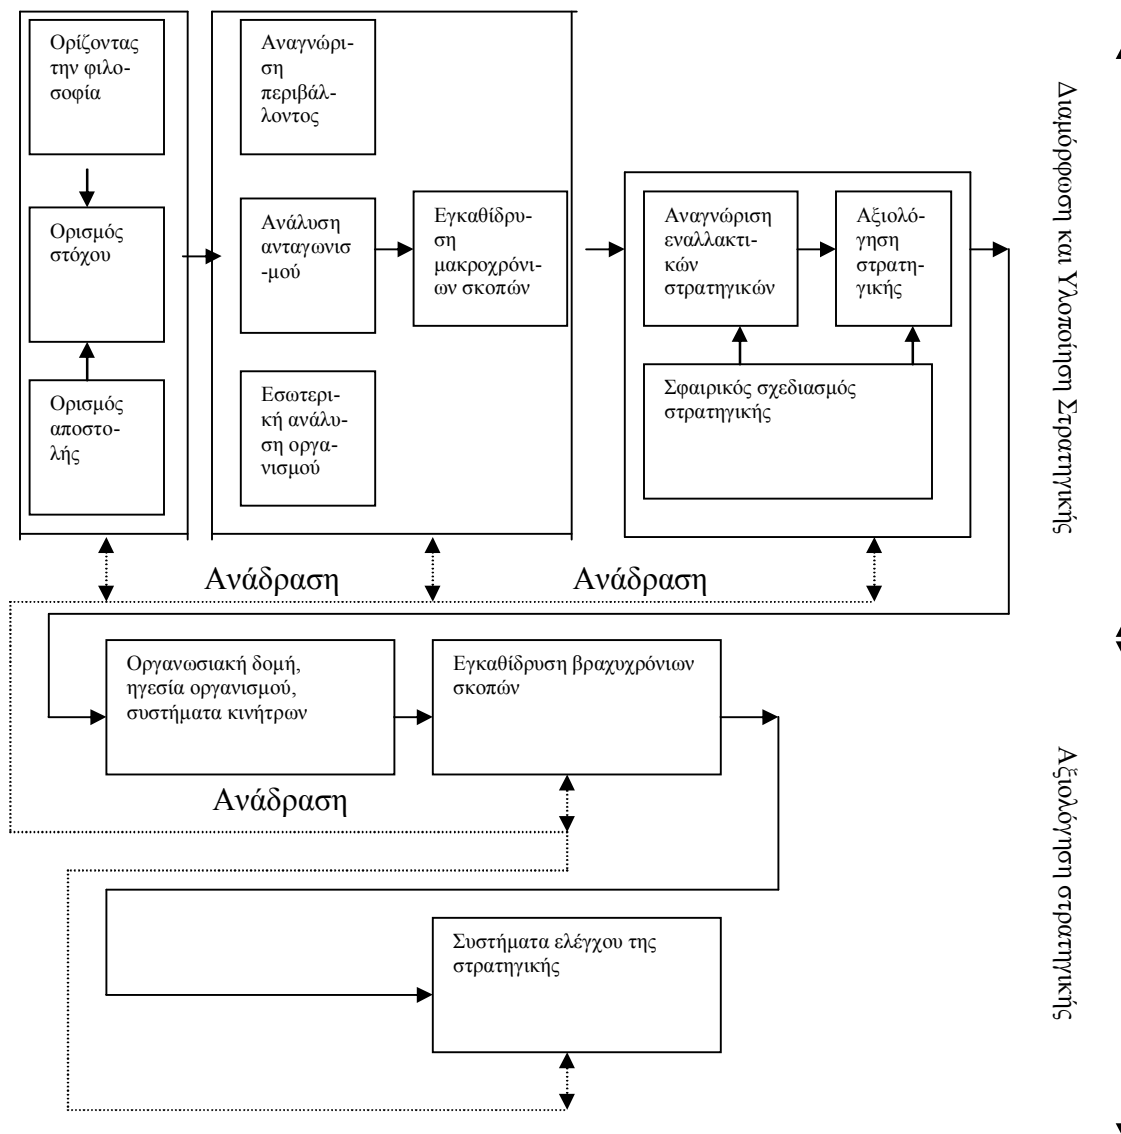 Ορίζοντας
την φιλο-
σοφία
Ορισμός
στόχου
Ορισμός
αποστο-
λής
Αναγνώρι-
ση
περιβάλ-
λοντος
Ανάλυση
ανταγωνισ
-μού
Εσωτερι-
κή ανάλυ-
ση οργα-
νισμού
Εγκαθίδρυ-
ση
μακροχρόνι-
ων σκοπών
Αναγνώριση
εναλλακτι-
κών
στρατηγικών
Αξιολό-
γηση
στρατη-
γικής
Σφαιρικός σχεδιασμός
στρατηγικής
Διαμόρφωση και Υλοποίηση Στρατηγικής
Ανάδραση
Ανάδραση
Οργανωσιακή δομή,
ηγεσία οργανισμού,
συστήματα κινήτρων
Εγκαθίδρυση βραχυχρόνιων
σκοπών
Ανάδραση
Συστήματα ελέγχου της
στρατηγικής
Αξιολόγηση στρατηγικής